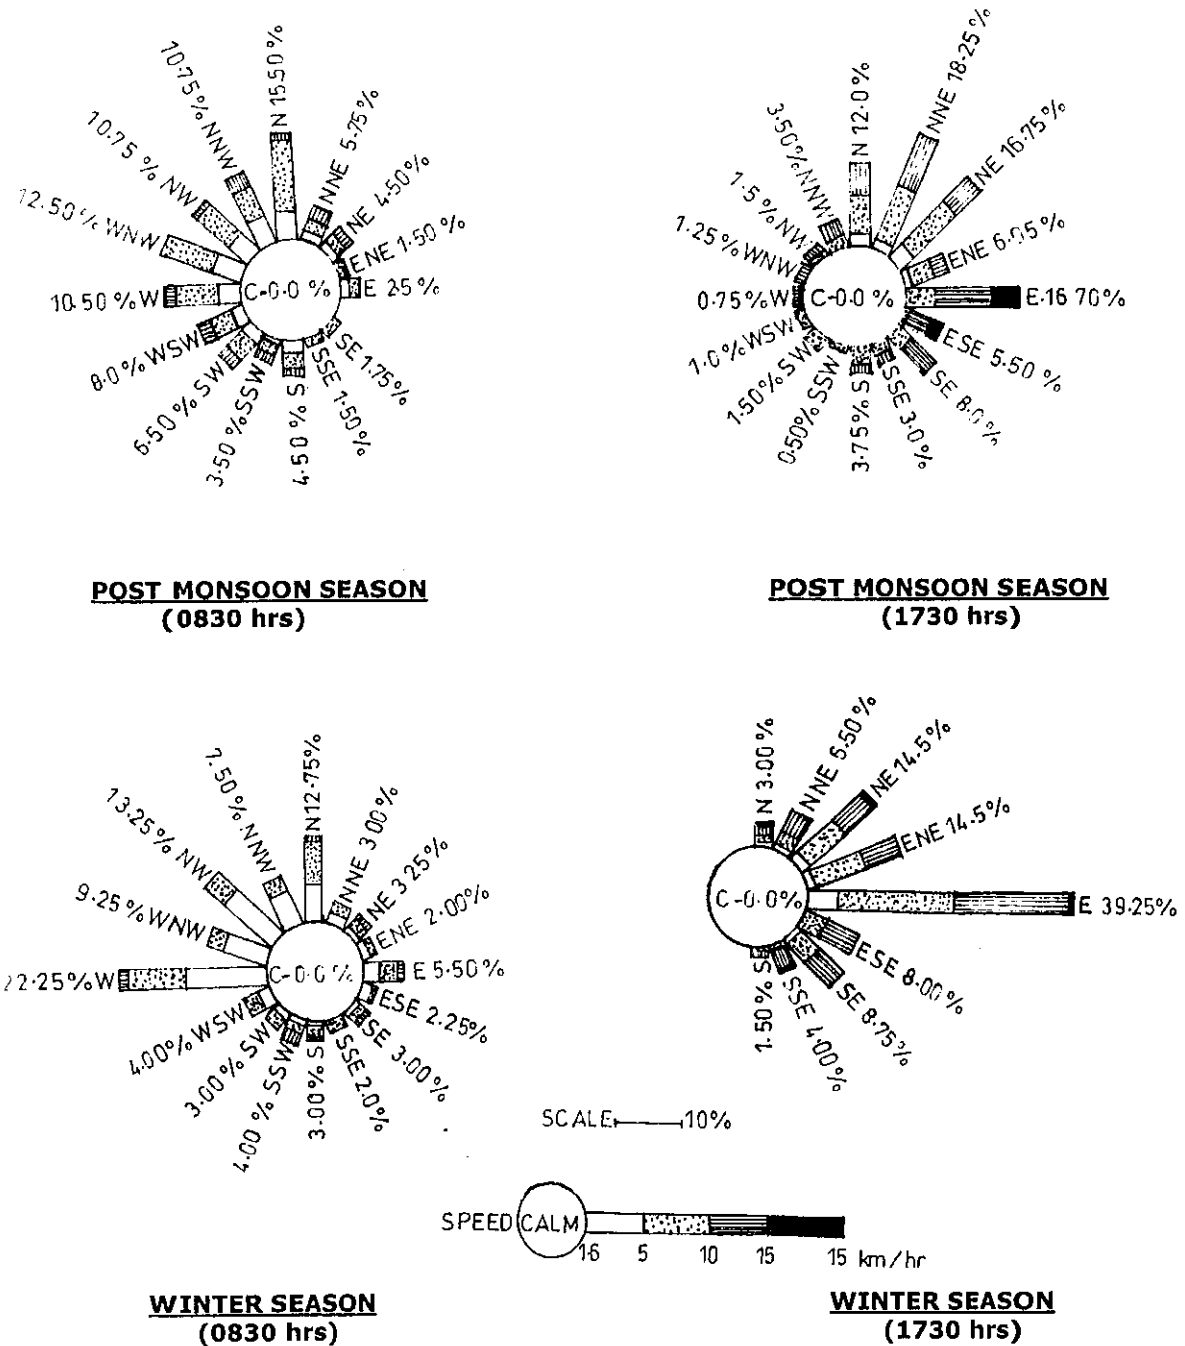 N 15.50%
NNE 5.75%
NE 4.50%
ENE 1.50%
E 2.5%
SE 1.75%
SSE 1.50%
4.50% S
3.50% SSW
6.50% SW
8.0% WSW
10.50% W
12.50% WNW
10.75% NW
10.75% NNW
C-0.0%
POST MONSOON SEASON
(0830 hrs)
N 12.0%
NNE 18.25%
NE 16.75%
ENE 6.05%
E.16 70%
ESE 5.50%
SE 8.0%
SSE 3.0%
3.75% S
0.50% SSW
1.50% SW
1.0% WSW
0.75% W
1.25% WNW
1.5% NW
3.50% NNW
C-0.0%
POST MONSOON SEASON
(1730 hrs)
N 12.75%
NNE 3.00%
NE 3.25%
ENE 2.00%
E 5.50%
ESE 2.25%
SE 3.00%
SSE 2.0%
3.00% S
4.00% SSW
3.00% SW
4.00% WSW
22.25% W
9.25% WNW
13.25% NW
7.50% NNW
C-0.0%
WINTER SEASON
(0830 hrs)
N 3.00%
NNE 6.50%
NE 14.5%
ENE 14.5%
E 39.25%
ESE 8.00%
SE 8.75%
SSE 4.00%
1.50% S
C-0.0%
SCALE 10%
SPEED CALM
1.6 5 10 15 15 km/hr
WINTER SEASON
(1730 hrs)